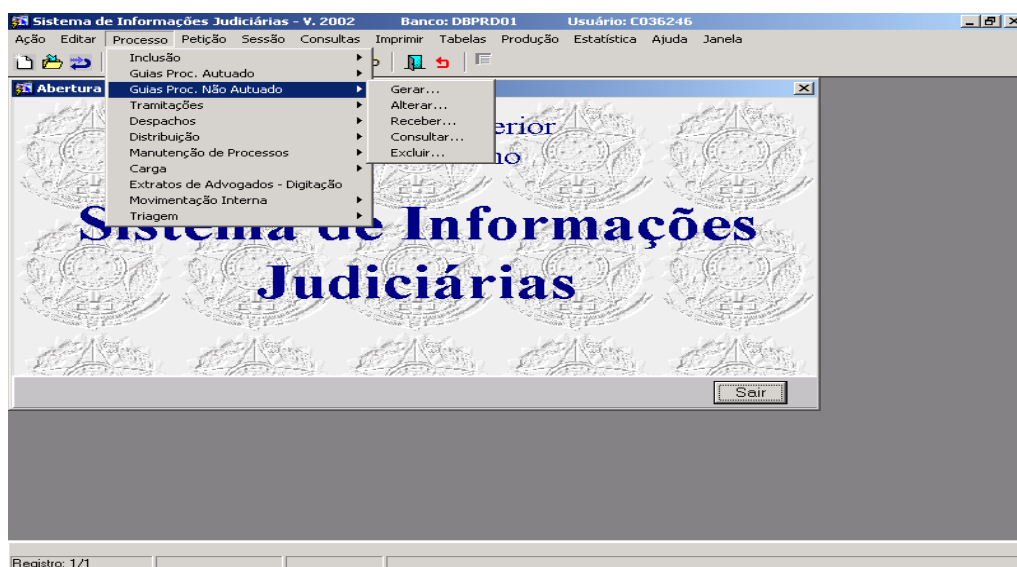 Sistema de Informações Judiciárias - V. 2002 Banco: DBPRD01 Usuário: C036246
Ação Editar Processo Petição Sessão Consultas Imprimir Tabelas Produção Estatística Ajuda Janela
Abertura
Inclusão
Guias Proc. Autuado
Guias Proc. Não Autuado
Tramitações
Despachos
Distribuição
Manutenção de Processos
Carga
Extratos de Advogados - Digitação
Movimentação Interna
Triagem
Gerar...
Alterar...
Receber...
Consultar...
Excluir...
erior
ho
Sistema de Informações
Judiciárias
Sair
Registro: 1/1